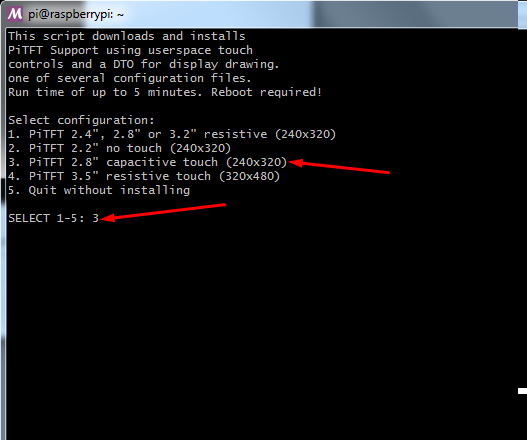 pi@raspberrypi: ~
This script downloads and installs
PiTFT Support using userspace touch
controls and a DTO for display drawing.
one of several configuration files.
Run time of up to 5 minutes. Reboot required!
Select configuration:
1. PiTFT 2.4", 2.8" or 3.2" resistive (240x320)
2. PiTFT 2.2" no touch (240x320)
3. PiTFT 2.8" capacitive touch (240x320)
4. PiTFT 3.5" resistive touch (320x480)
5. Quit without installing
SELECT 1-5: 3